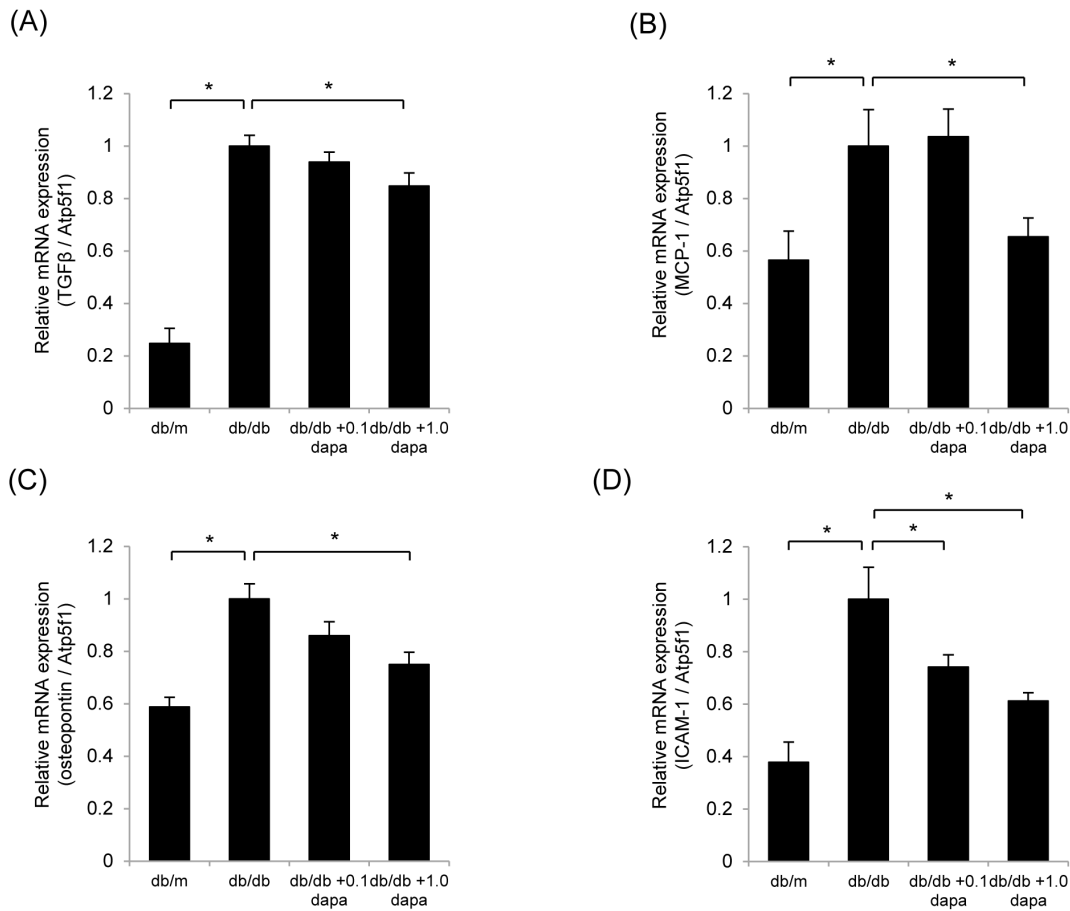 (A)
Relative mRNA expression
(TGFβ / Atp5f1)
1.2
1
0.8
0.6
0.4
0.2
0
*
*
db/m
db/db
db/db +0.1
dapa
db/db +1.0
dapa
(B)
Relative mRNA expression
(MCP-1 / Atp5f1)
1.2
1
0.8
0.6
0.4
0.2
0
*
*
db/m
db/db
db/db +0.1
dapa
db/db +1.0
dapa
(C)
Relative mRNA expression
(osteopontin / Atp5f1)
1.2
1
0.8
0.6
0.4
0.2
0
*
*
db/m
db/db
db/db +0.1
dapa
db/db +1.0
dapa
(D)
Relative mRNA expression
(ICAM-1 / Atp5f1)
1.2
1
0.8
0.6
0.4
0.2
0
*
*
*
db/m
db/db
db/db +0.1
dapa
db/db +1.0
dapa